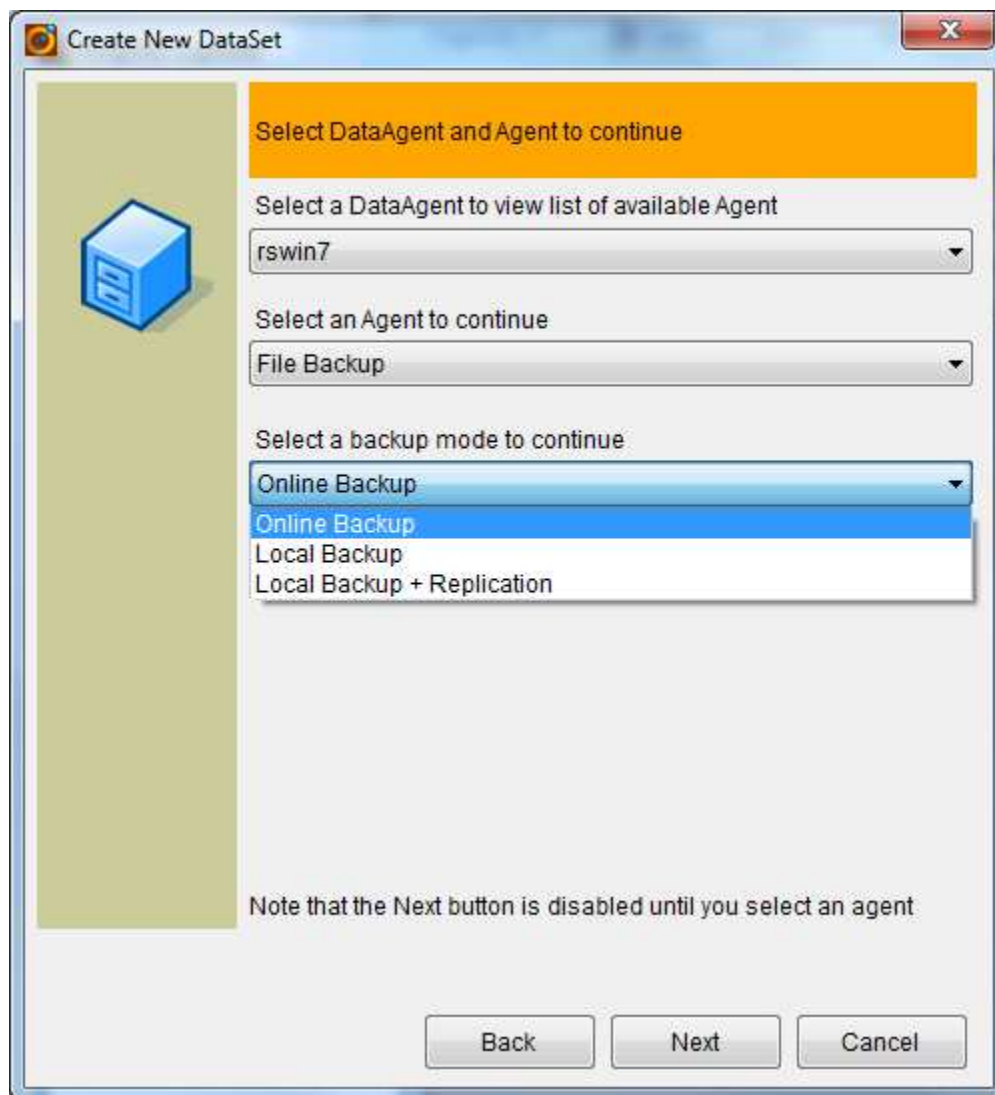 Create New DataSet
Select DataAgent and Agent to continue
Select a DataAgent to view list of available Agent
rswin7
Select an Agent to continue
File Backup
Select a backup mode to continue
Online Backup
Online Backup
Local Backup
Local Backup + Replication
Note that the Next button is disabled until you select an agent
Back Next Cancel